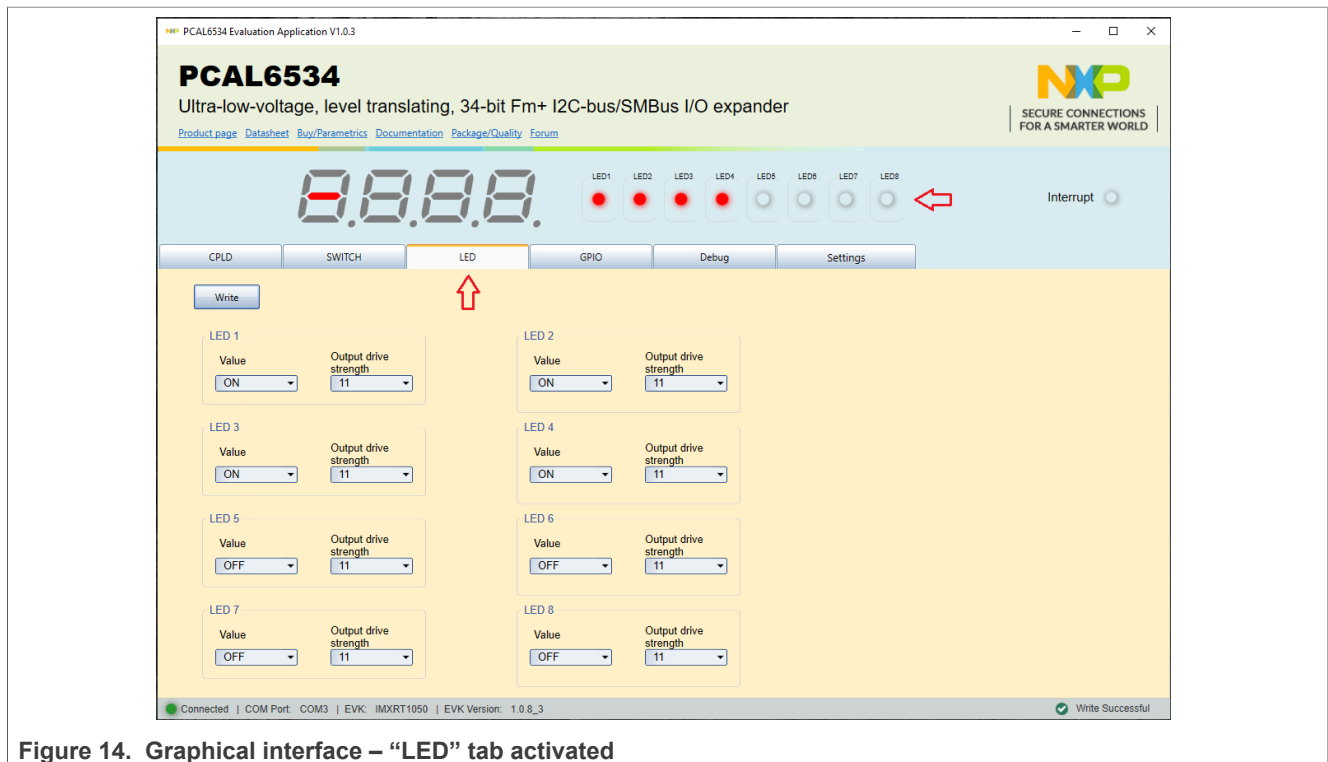 PCAL6534 Evaluation Application V1.0.3
PCAL6534
Ultra-low-voltage, level translating, 34-bit Fm+ I2C-bus/SMBus I/O expander
Product page Datasheet Buy/Parametrics Documentation Package/Quality Forum
NXP
SECURE CONNECTIONS
FOR A SMARTER WORLD
LED1 LED2 LED3 LED4 LED5 LED6 LED7 LED8
Interrupt
CPLD SWITCH LED GPIO Debug Settings
Write
LED 1
Value
Output drive
strength
ON
11
LED 2
Value
Output drive
strength
ON
11
LED 3
Value
Output drive
strength
ON
11
LED 4
Value
Output drive
strength
ON
11
LED 5
Value
Output drive
strength
OFF
11
LED 6
Value
Output drive
strength
OFF
11
LED 7
Value
Output drive
strength
OFF
11
LED 8
Value
Output drive
strength
OFF
11
Connected | COM Port: COM3 | EVK: IMXRT1050 | EVK Version: 1.0.8_3
Write Successful
Figure 14. Graphical interface – “LED” tab activated